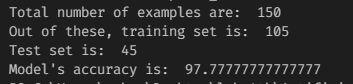 Total number of examples are:  150
Out of these, training set is:  105
Test set is:  45
Model's accuracy is:  97.77777777777777